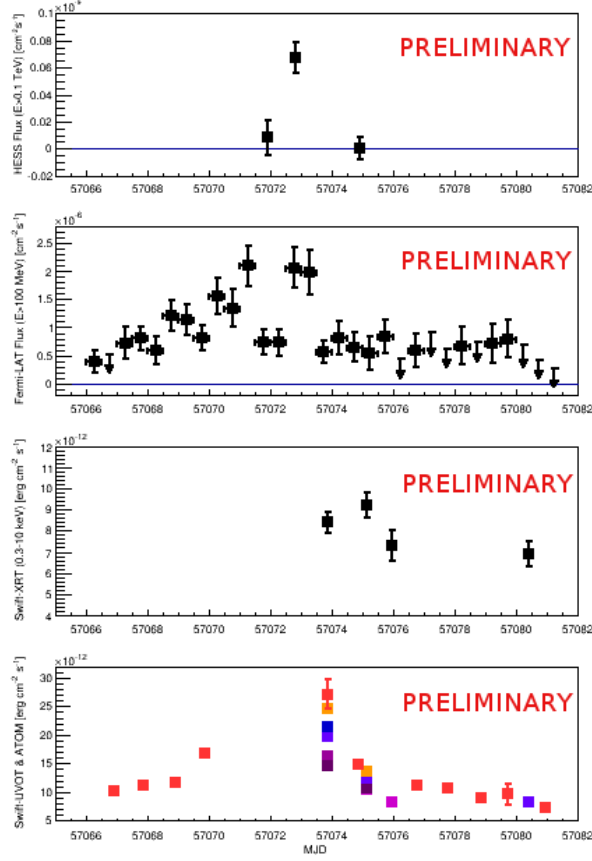 ×10⁻⁹
HESS Flux (E>0.1 TeV) [cm⁻²s⁻¹]
PRELIMINARY
0.1
0.08
0.06
0.04
0.02
0
-0.02
57066 57068 57070 57072 57074 57076 57078 57080 57082
×10⁻⁶
Fermi-LAT Flux (E>100 MeV) [cm⁻²s⁻¹]
PRELIMINARY
2.5
2
1.5
1
0.5
0
57066 57068 57070 57072 57074 57076 57078 57080 57082
×10⁻¹²
Swift-XRT (0.3-10 keV) [erg cm⁻² s⁻¹]
PRELIMINARY
12
11
10
9
8
7
6
5
4
57066 57068 57070 57072 57074 57076 57078 57080 57082
×10⁻¹²
Swift-UVOT & ATOM [erg cm⁻² s⁻¹]
PRELIMINARY
30
25
20
15
10
5
57066 57068 57070 57072 57074 57076 57078 57080 57082
MJD